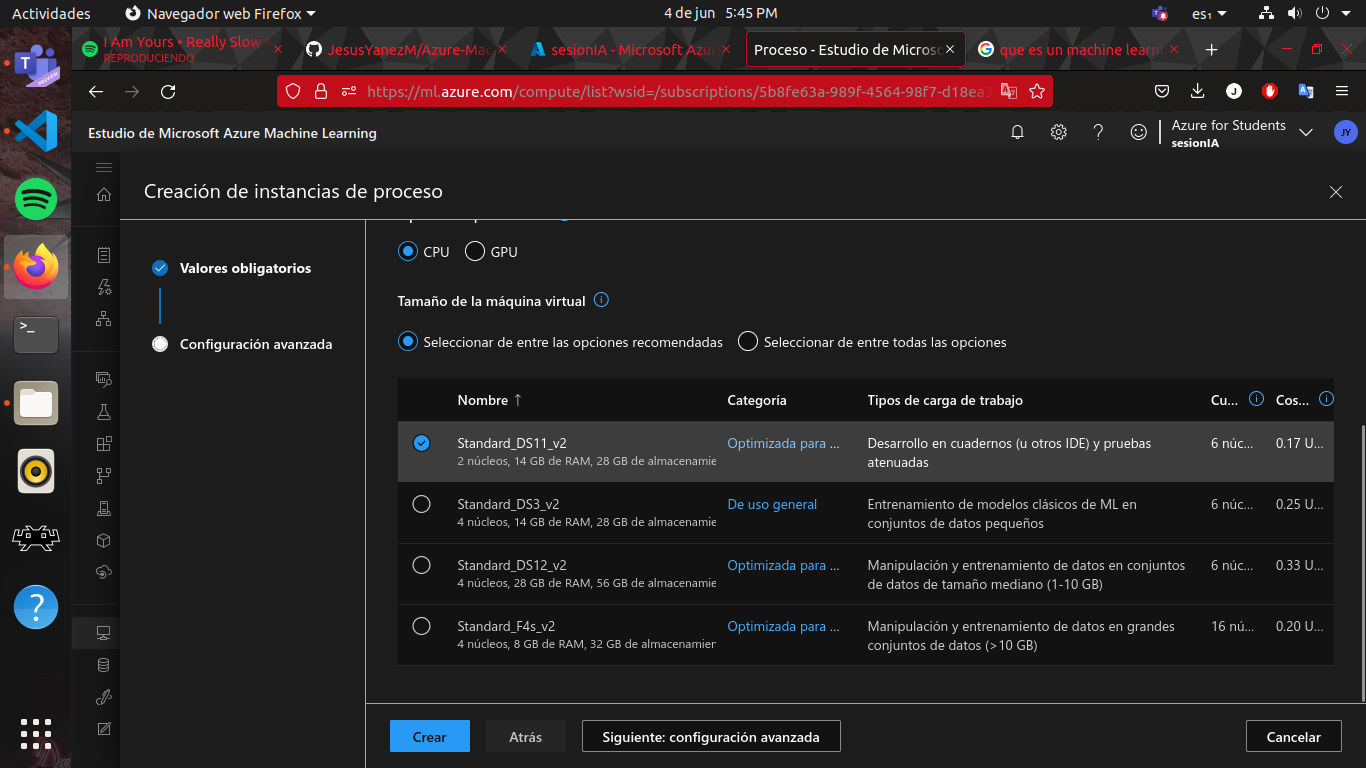 Actividades
Navegador web Firefox
4 de jun 5:45 PM
es₁
I Am Yours • Really Slow
REPRODUCIENDO
JesusYanezM/Azure-Mac
sesionIA - Microsoft Azur
Proceso - Estudio de Microso
que es un machine learni
https://ml.azure.com/compute/list?wsid=/subscriptions/5b8fe63a-989f-4564-98f7-d18ea3
Estudio de Microsoft Azure Machine Learning
Azure for Students
sesionIA
JY
Creación de instancias de proceso
Valores obligatorios
Configuración avanzada
CPU
GPU
Tamaño de la máquina virtual
Seleccionar de entre las opciones recomendadas
Seleccionar de entre todas las opciones
Nombre ↑ Categoría Tipos de carga de trabajo Cu... Cos...
Standard_DS11_v2 Optimizada para ... Desarrollo en cuadernos (u otros IDE) y pruebas 6 núc... 0.17 U...
2 núcleos, 14 GB de RAM, 28 GB de almacenamie atenuadas
Standard_DS3_v2 De uso general Entrenamiento de modelos clásicos de ML en 6 núc... 0.25 U...
4 núcleos, 14 GB de RAM, 28 GB de almacenamie conjuntos de datos pequeños
Standard_DS12_v2 Optimizada para ... Manipulación y entrenamiento de datos en conjuntos 6 núc... 0.33 U...
4 núcleos, 28 GB de RAM, 56 GB de almacenamie de datos de tamaño mediano (1-10 GB)
Standard_F4s_v2 Optimizada para ... Manipulación y entrenamiento de datos en grandes 16 nú... 0.20 U...
4 núcleos, 8 GB de RAM, 32 GB de almacenamien conjuntos de datos (>10 GB)
Crear
Atrás
Siguiente: configuración avanzada
Cancelar